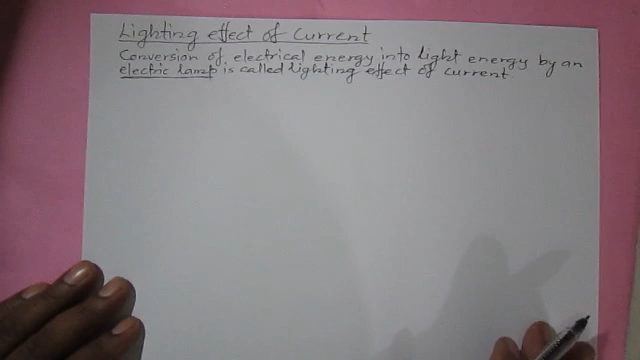 Lighting effect of Current
Conversion of electrical energy into light energy by an
electric lamp is called lighting effect of current